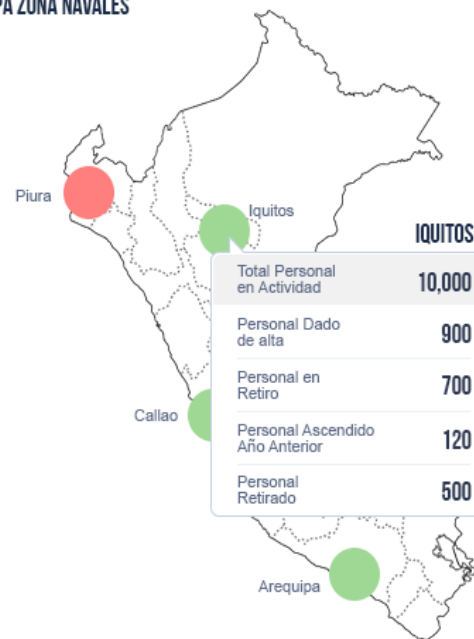 PA ZONA NAVALES
Piura
Iquitos
IQUITOS
Total Personal
en Actividad
10,000
Personal Dado
de alta
900
Personal en
Retiro
700
Callao
Personal Ascendido
Año Anterior
120
Personal
Retirado
500
Arequipa